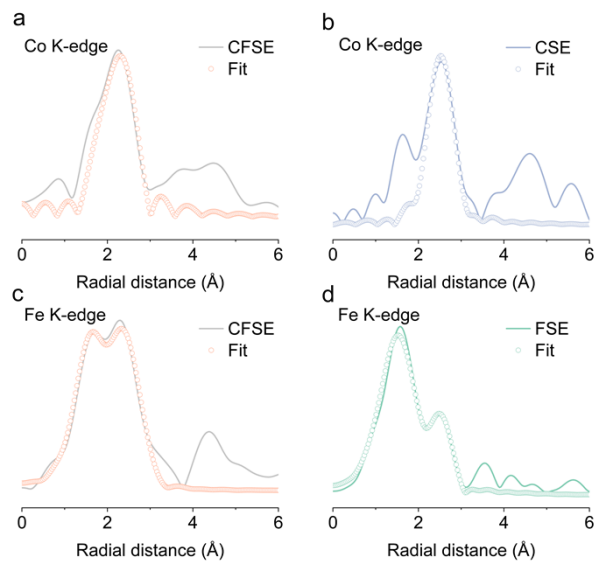 a
Co K-edge
CFSE
Fit
0 2 4 6
Radial distance (Å)
b
Co K-edge
CSE
Fit
0 2 4 6
Radial distance (Å)
c
Fe K-edge
CFSE
Fit
0 2 4 6
Radial distance (Å)
d
Fe K-edge
FSE
Fit
0 2 4 6
Radial distance (Å)